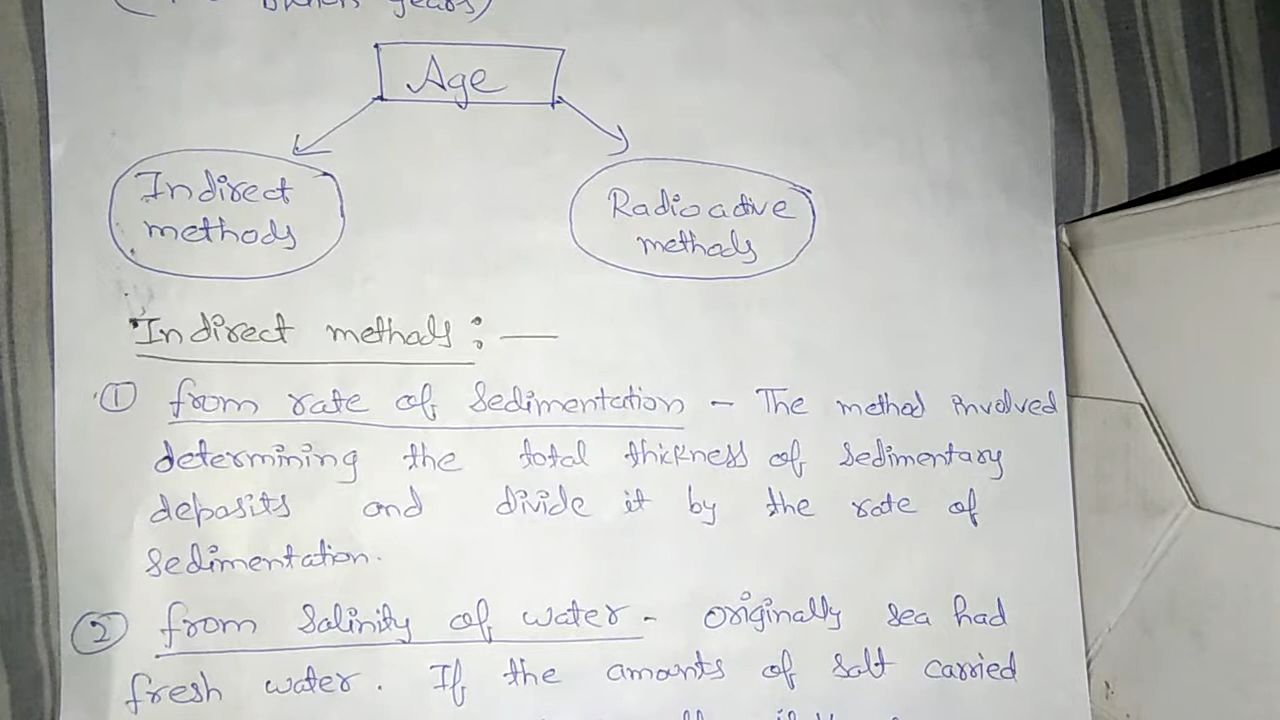 years)
Age
Indirect
methods
Radioactive
methods
Indirect methods : —
① from rate of Sedimentation - The method involved
determining the total thickness of Sedimentary
deposits and divide it by the rate of
Sedimentation.
② from Salinity of water - originally sea had
fresh water. If the amounts of salt carried